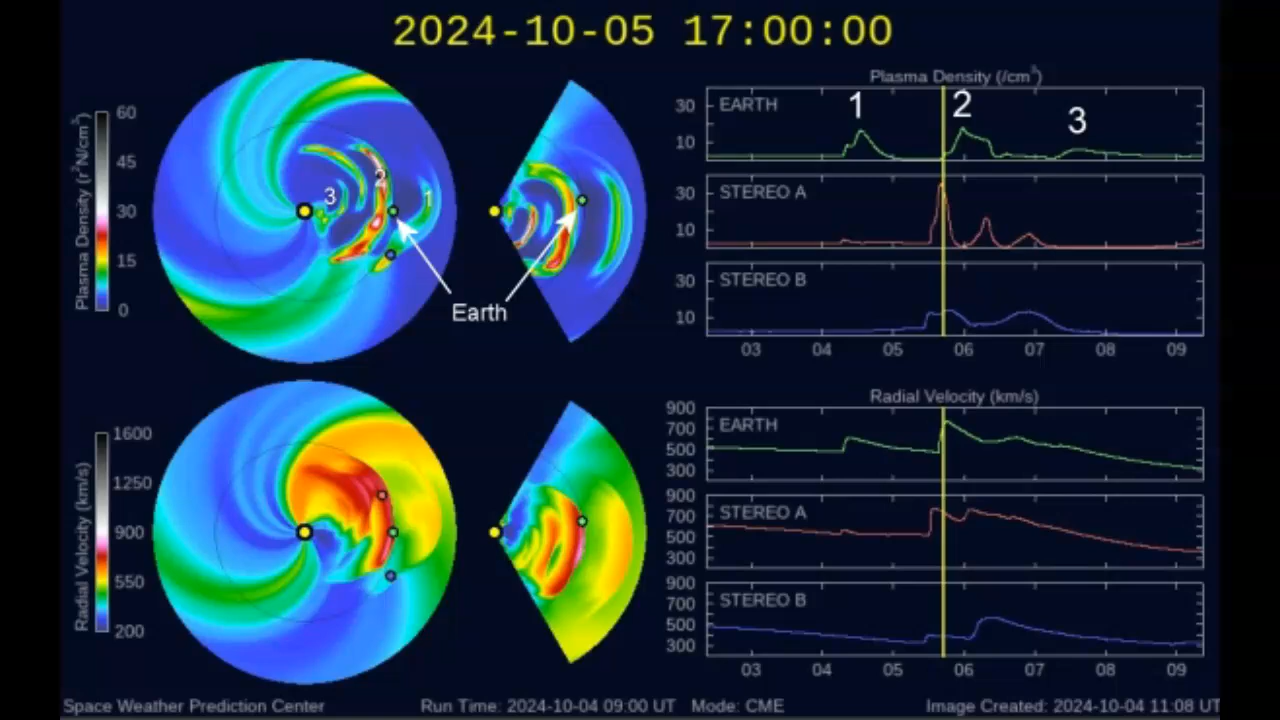 2024-10-05 17:00:00
Plasma Density (r²N/cm³)
60
45
30
15
0
3
2
1
Earth
Plasma Density (/cm³)
EARTH
1
2
3
30
10
STEREO A
30
10
STEREO B
30
10
03 04 05 06 07 08 09
Radial Velocity (km/s)
1600
1250
900
550
200
Radial Velocity (km/s)
EARTH
900
700
500
300
STEREO A
900
700
500
300
STEREO B
900
700
500
300
03 04 05 06 07 08 09
Space Weather Prediction Center Run Time: 2024-10-04 09:00 UT Mode: CME Image Created: 2024-10-04 11:08 UT